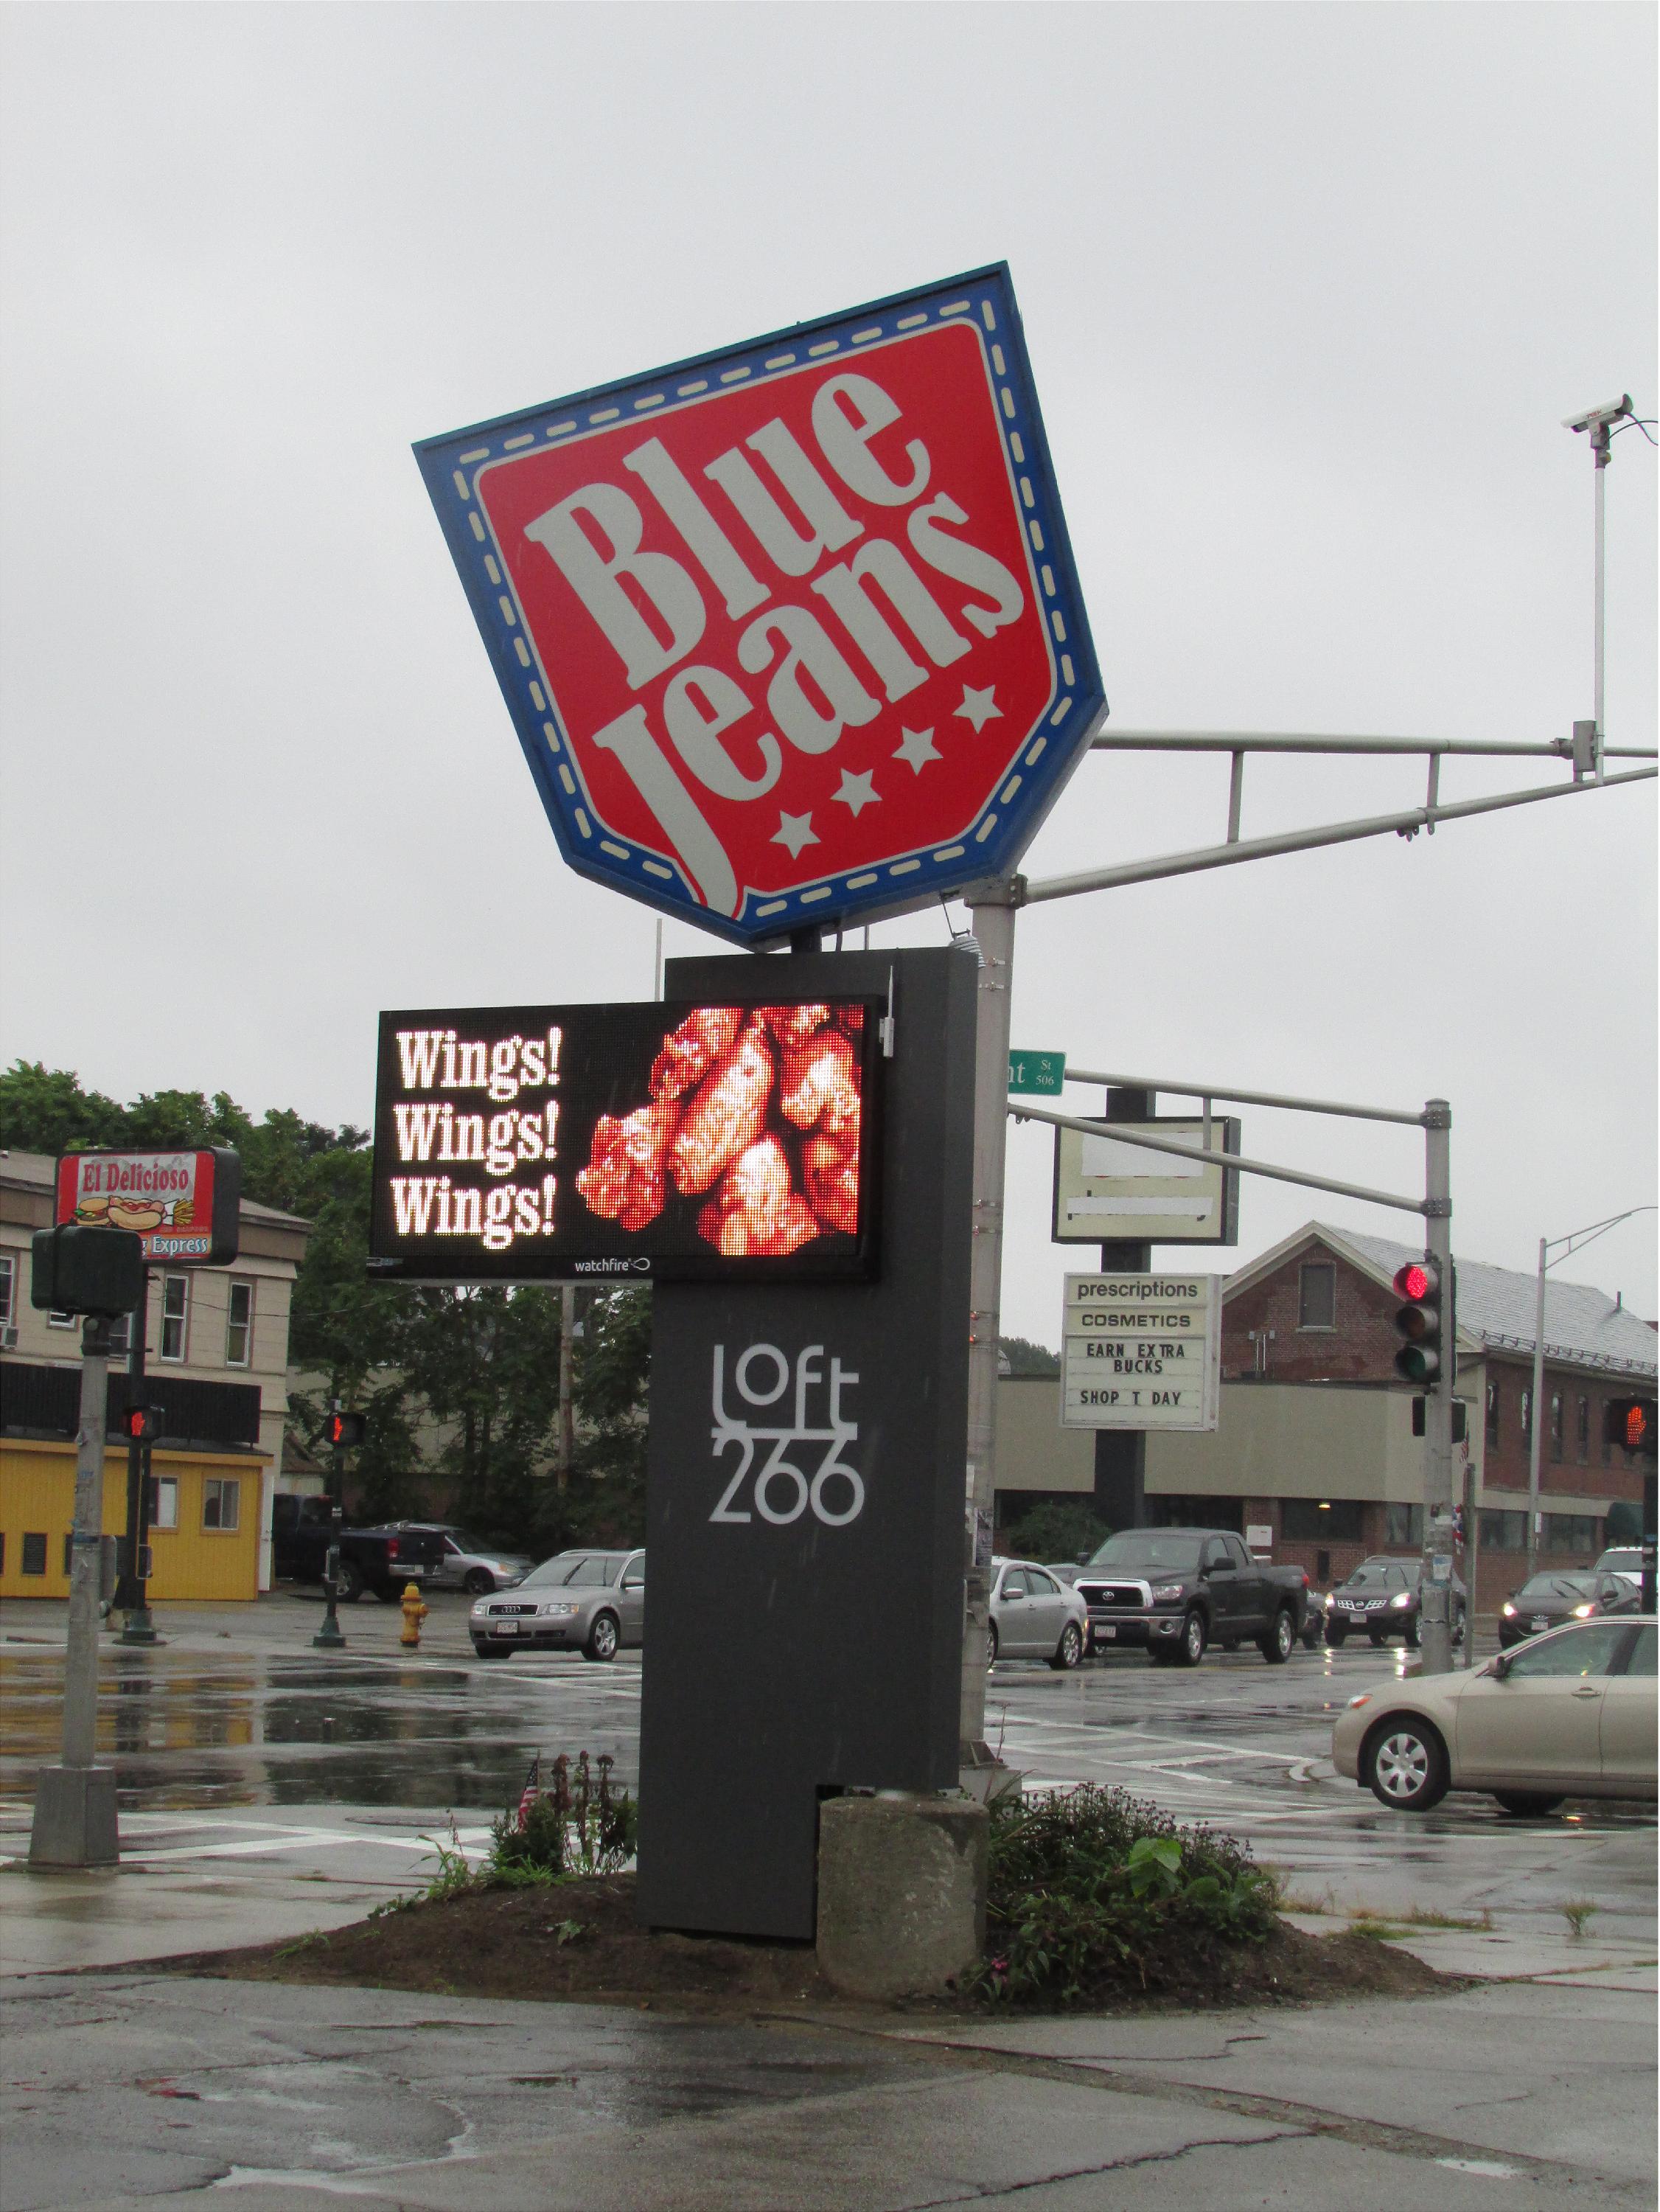 Blue
Jeans
Wings!
Wings!
Wings!
watchfire
Loft
266
El Delicioso
Express
St
506
prescriptions
COSMETICS
EARN EXTRA
BUCKS
SHOP T DAY